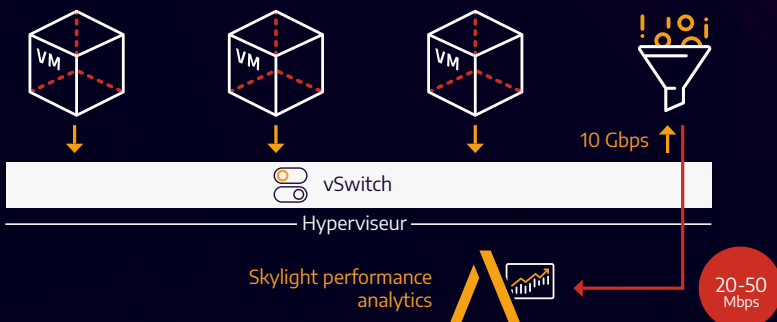 VM
VM
VM
10 Gbps
vSwitch
Hyperviseur
Skylight performance
analytics
20-50
Mbps